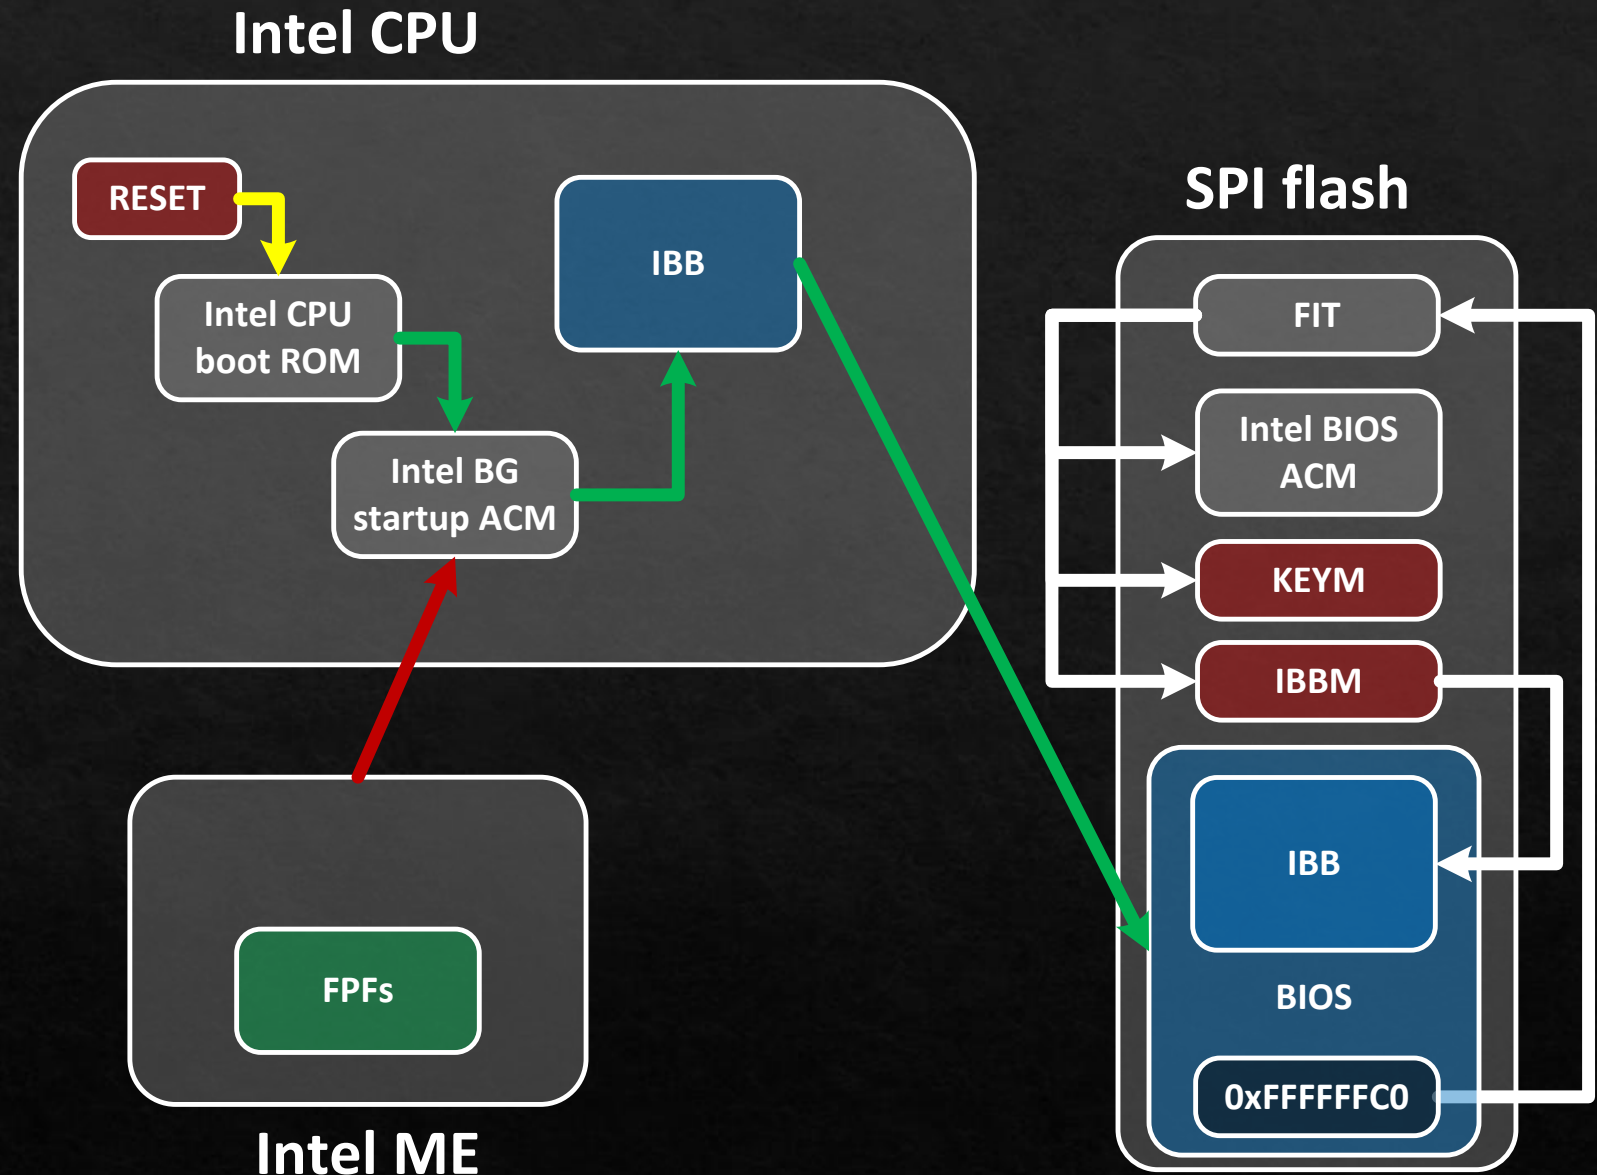 Intel CPU
RESET
Intel CPU
boot ROM
Intel BG
startup ACM
IBB
FPFs
Intel ME
SPI flash
FIT
Intel BIOS
ACM
KEYM
IBBM
IBB
BIOS
0xFFFFFFC0